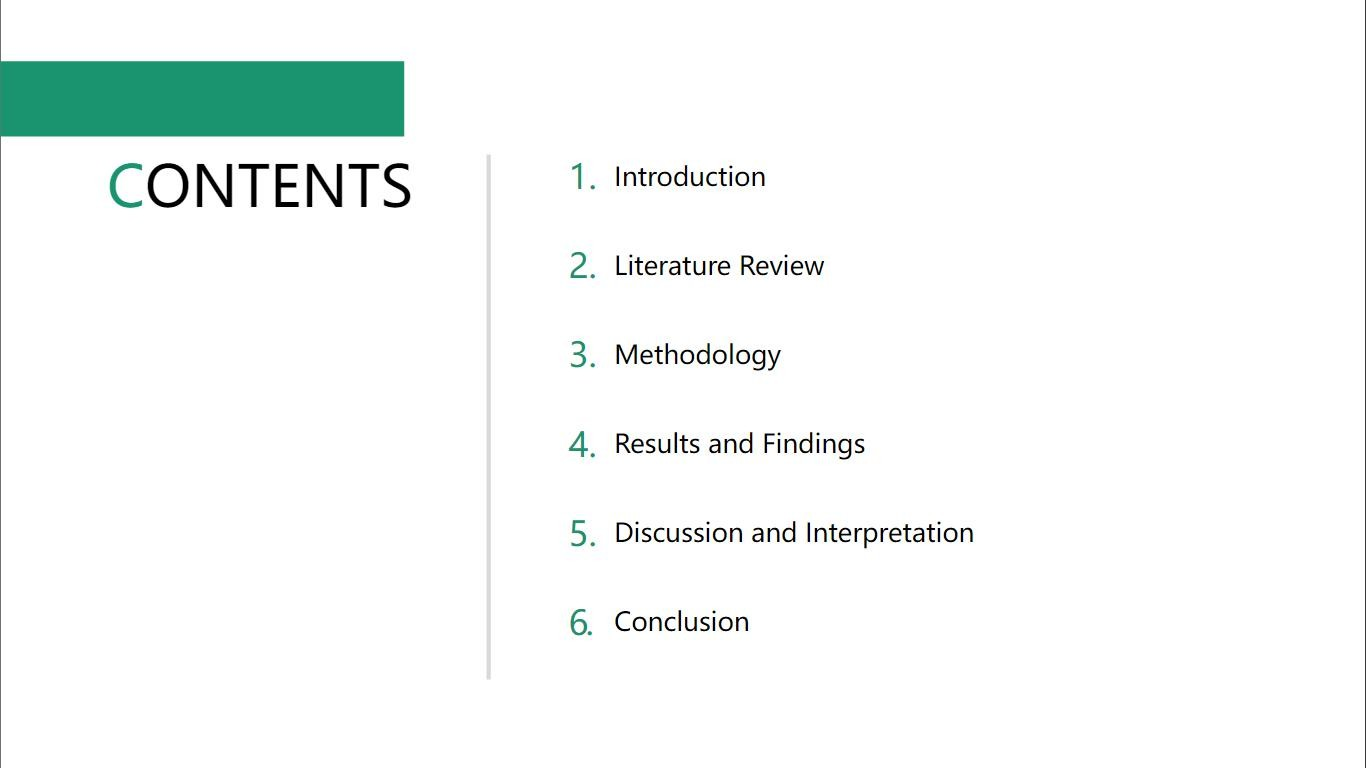 CONTENTS
1. Introduction
2. Literature Review
3. Methodology
4. Results and Findings
5. Discussion and Interpretation
6. Conclusion